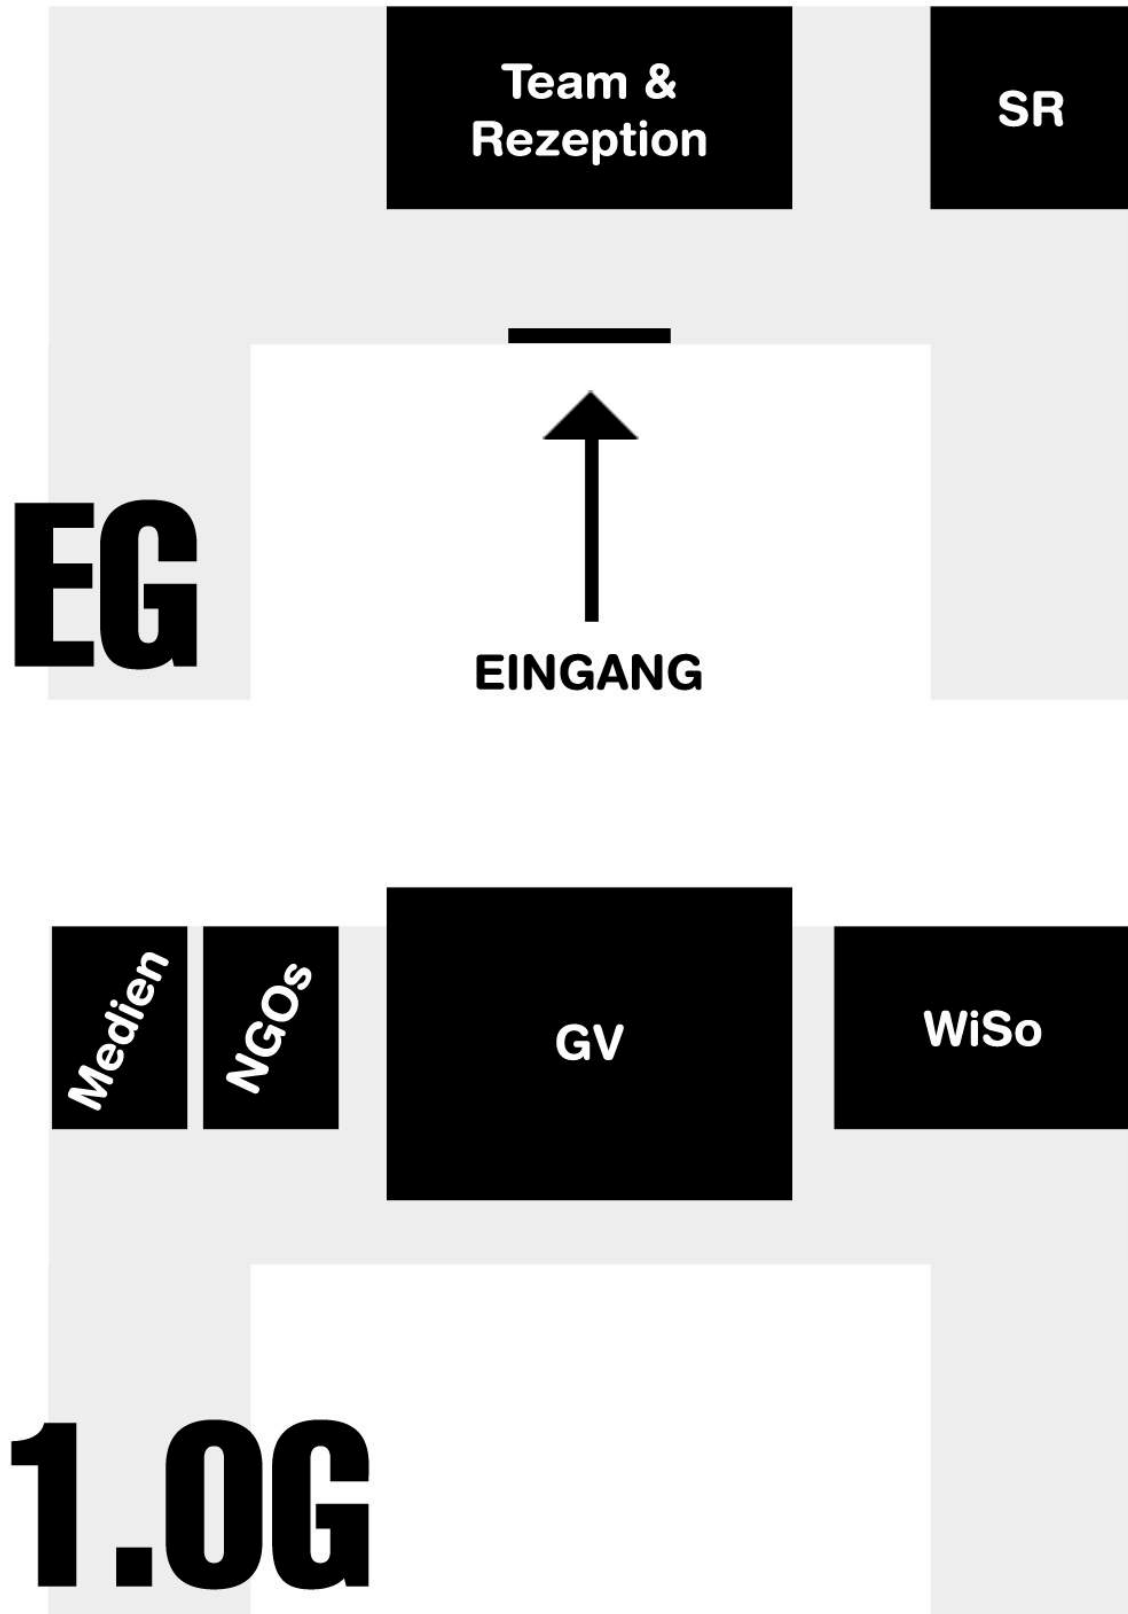 Team &
Rezeption
SR
EG
EINGANG
Medien
NGOs
GV
WiSo
1.OG